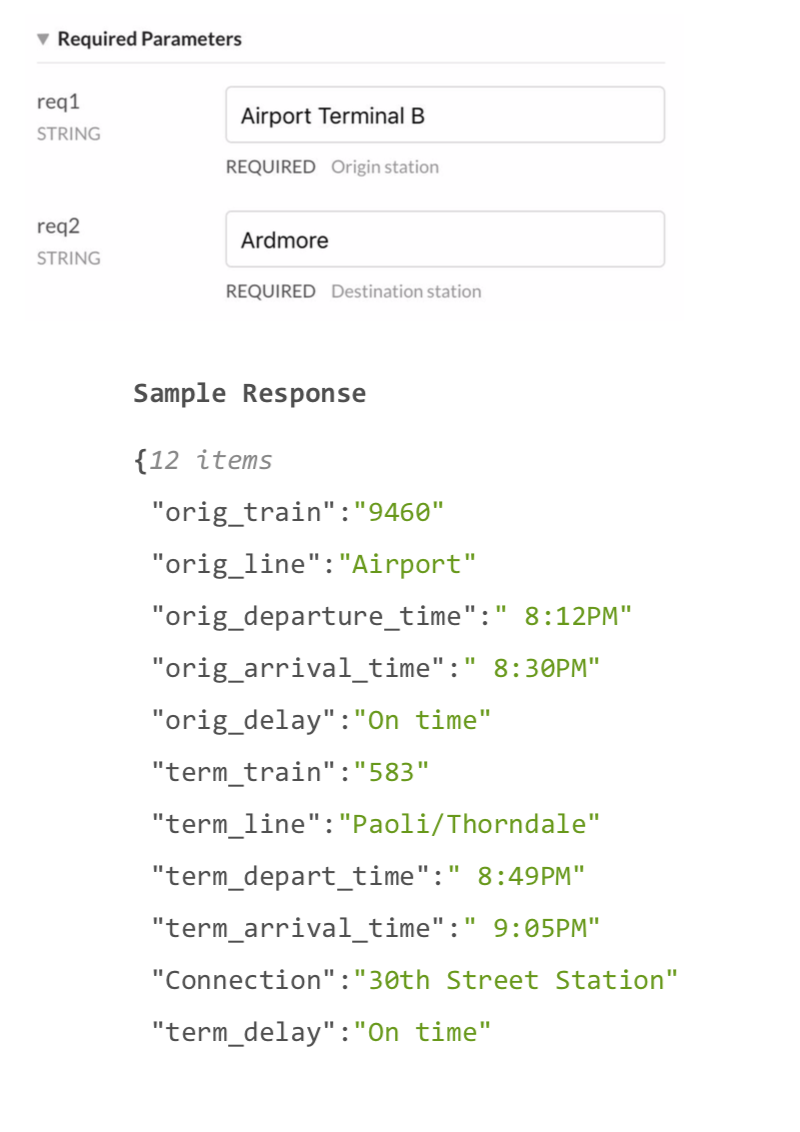 ▼ Required Parameters
req1
STRING
Airport Terminal B
REQUIRED Origin station
req2
STRING
Ardmore
REQUIRED Destination station
Sample Response
{12 items
"orig_train":"9460"
"orig_line":"Airport"
"orig_departure_time":" 8:12PM"
"orig_arrival_time":" 8:30PM"
"orig_delay":"On time"
"term_train":"583"
"term_line":"Paoli/Thorndale"
"term_depart_time":" 8:49PM"
"term_arrival_time":" 9:05PM"
"Connection":"30th Street Station"
"term_delay":"On time"